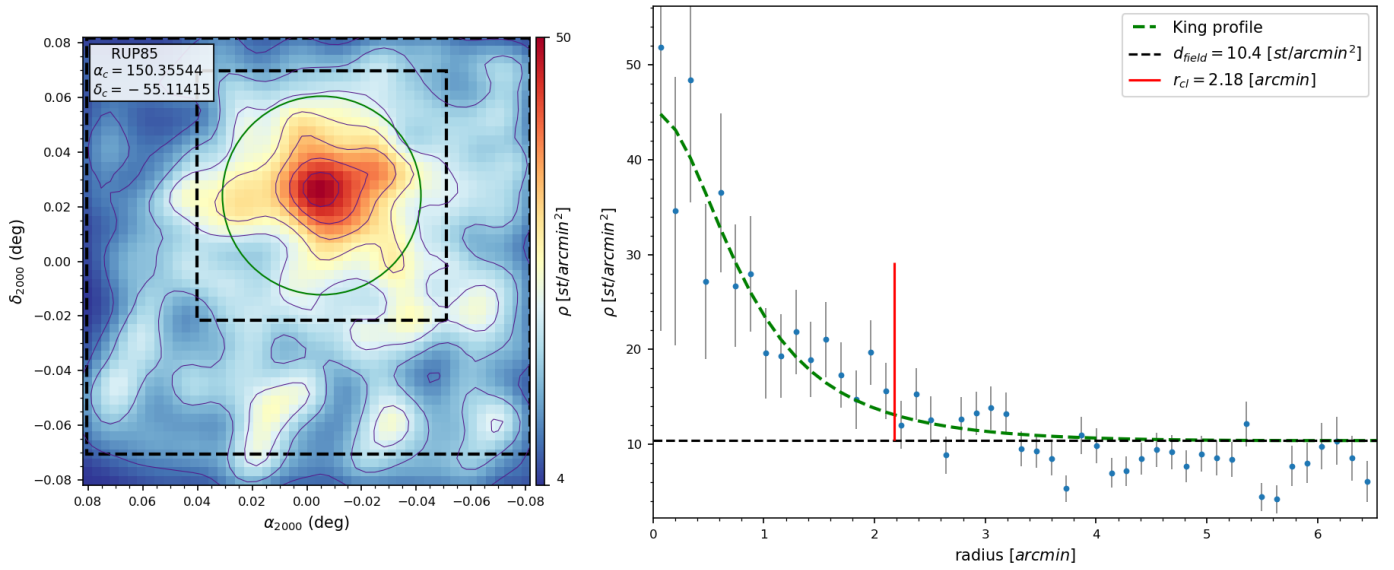 RUP85
α_c = 150.35544
δ_c = −55.11415
0.08
0.06
0.04
0.02
0.00
−0.02
−0.04
−0.06
−0.08
δ_2000 (deg)
0.08 0.06 0.04 0.02 0.00 −0.02 −0.04 −0.06 −0.08
α_2000 (deg)
50
ρ [st/arcmin²]
4
King profile
d_field = 10.4 [st/arcmin²]
r_cl = 2.18 [arcmin]
50
40
30
20
10
ρ [st/arcmin²]
0 1 2 3 4 5 6
radius [arcmin]